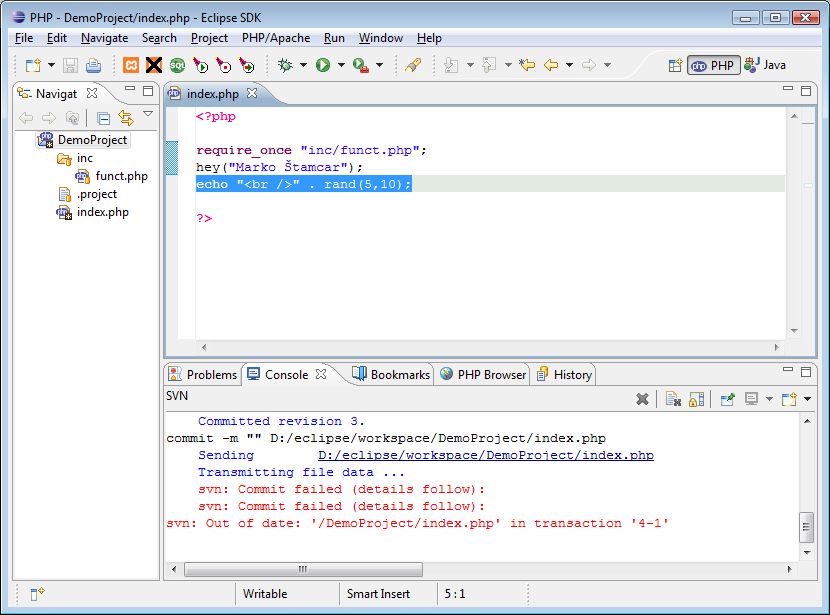 PHP - DemoProject/index.php - Eclipse SDK
File Edit Navigate Search Project PHP/Apache Run Window Help
SQL PHP Java
Navigat
index.php
DemoProject
inc
funct.php
.project
index.php
<?php
require_once "inc/funct.php";
hey("Marko Štamcar");
echo "<br />" . rand(5,10);
?>
Problems Console Bookmarks PHP Browser History
SVN
Committed revision 3.
commit -m "" D:/eclipse/workspace/DemoProject/index.php
Sending D:/eclipse/workspace/DemoProject/index.php
Transmitting file data ...
svn: Commit failed (details follow):
svn: Commit failed (details follow):
svn: Out of date: '/DemoProject/index.php' in transaction '4-1'
Writable Smart Insert 5 : 1